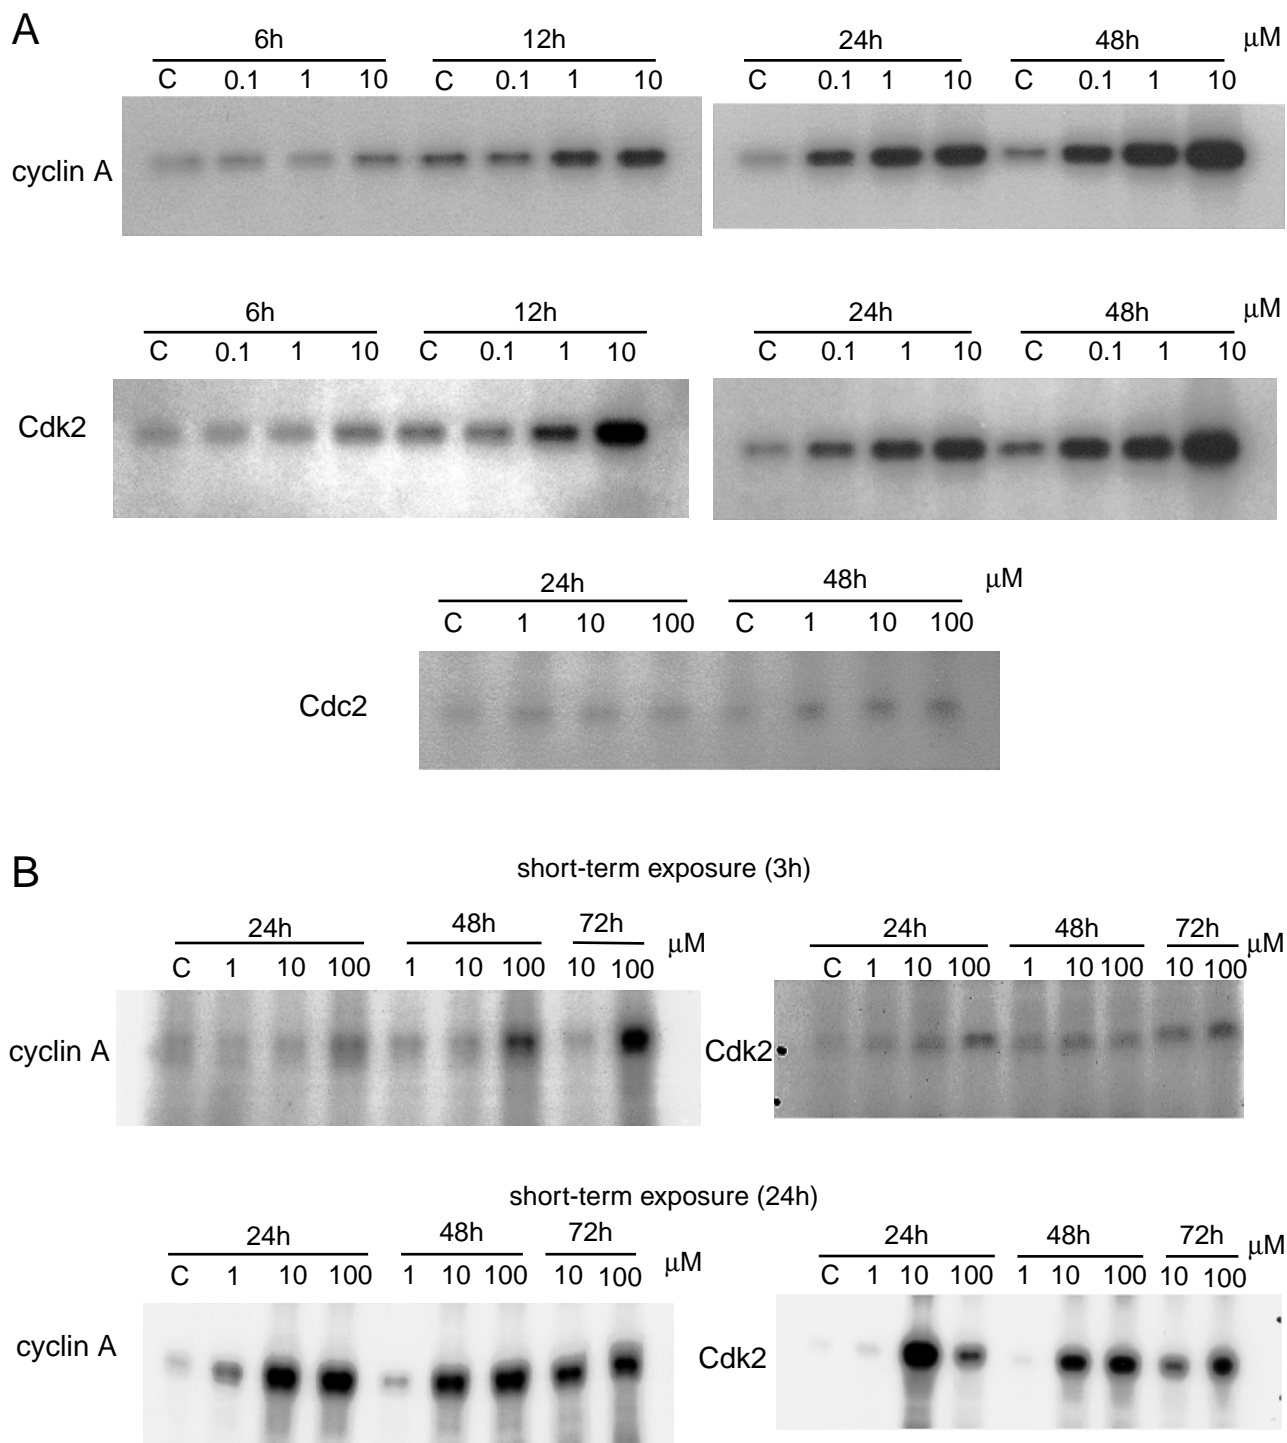 A
6h 12h 24h 48h μM
C 0.1 1 10 C 0.1 1 10 C 0.1 1 10 C 0.1 1 10
cyclin A
6h 12h 24h 48h μM
C 0.1 1 10 C 0.1 1 10 C 0.1 1 10 C 0.1 1 10
Cdk2
24h 48h μM
C 1 10 100 C 1 10 100
Cdc2
B
short-term exposure (3h)
24h 48h 72h μM
C 1 10 100 1 10 100 10 100
cyclin A
24h 48h 72h μM
C 1 10 100 1 10 100 10 100
Cdk2
short-term exposure (24h)
24h 48h 72h μM
C 1 10 100 1 10 100 10 100
cyclin A
24h 48h 72h μM
C 1 10 100 1 10 100 10 100
Cdk2